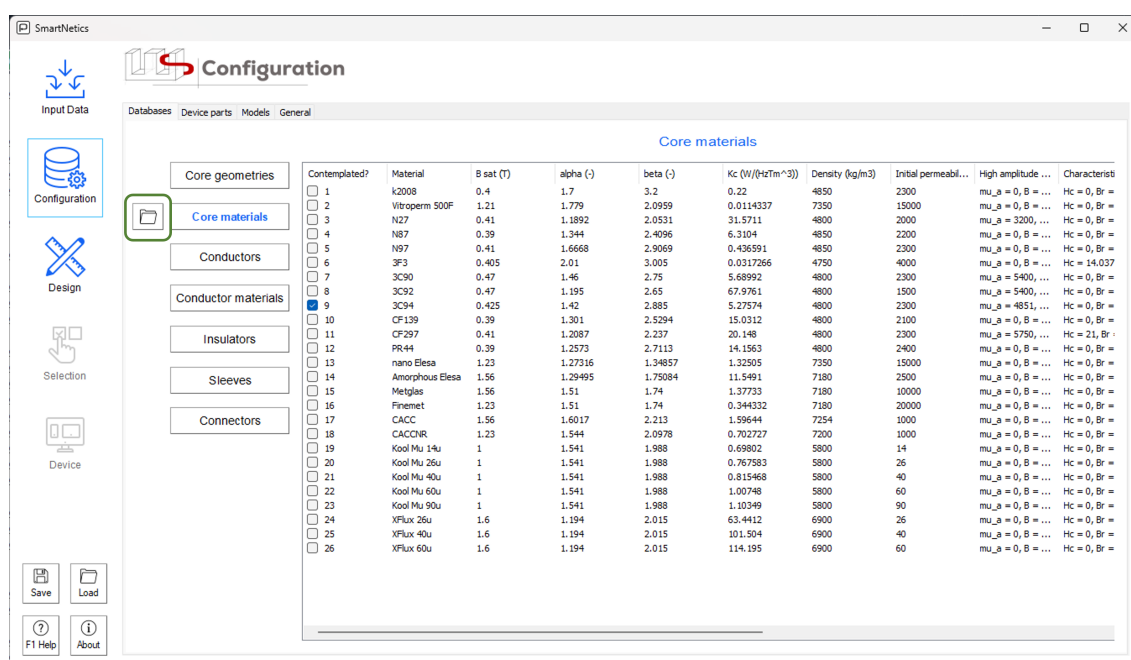 SmartNetics
Configuration
Input Data
Configuration
Design
Selection
Device
Save Load
F1 Help About
Databases Device parts Models General
Core geometries
Core materials
Conductors
Conductor materials
Insulators
Sleeves
Connectors
Core materials
Contemplated? Material B sat (T) alpha (-) beta (-) Kc (W/(HzTm^3)) Density (kg/m3) Initial permeabil... High amplitude ... Characteristi
1 k2008 0.4 1.7 3.2 0.22 4850 2300 mu_a = 0, B = ... Hc = 0, Br =
2 Vitroperm 500F 1.21 1.779 2.0959 0.0114337 7350 15000 mu_a = 0, B = ... Hc = 0, Br =
3 N27 0.41 1.1892 2.0531 31.5711 4800 2000 mu_a = 3200, ... Hc = 0, Br =
4 N87 0.39 1.344 2.4096 6.3104 4850 2200 mu_a = 0, B = ... Hc = 0, Br =
5 N97 0.41 1.6668 2.9069 0.436591 4850 2300 mu_a = 0, B = ... Hc = 0, Br =
6 3F3 0.405 2.01 3.005 0.0317266 4750 4000 mu_a = 0, B = ... Hc = 14.037
7 3C90 0.47 1.46 2.75 5.68992 4800 2300 mu_a = 5400, ... Hc = 0, Br =
8 3C92 0.47 1.195 2.65 67.9761 4800 1500 mu_a = 5400, ... Hc = 0, Br =
9 3C94 0.425 1.42 2.885 5.27574 4800 2300 mu_a = 4851, ... Hc = 0, Br =
10 CF139 0.39 1.301 2.5294 15.0312 4800 2100 mu_a = 0, B = ... Hc = 0, Br =
11 CF297 0.41 1.2087 2.237 20.148 4800 2300 mu_a = 5750, ... Hc = 21, Br =
12 PR44 0.39 1.2573 2.7113 14.1563 4800 2400 mu_a = 0, B = ... Hc = 0, Br =
13 nano Elesa 1.23 1.27316 1.34857 1.32505 7350 15000 mu_a = 0, B = ... Hc = 0, Br =
14 Amorphous Elesa 1.56 1.29495 1.75084 11.5491 7180 2500 mu_a = 0, B = ... Hc = 0, Br =
15 Metglas 1.56 1.51 1.74 1.37733 7180 10000 mu_a = 0, B = ... Hc = 0, Br =
16 Finemet 1.23 1.51 1.74 0.344332 7180 20000 mu_a = 0, B = ... Hc = 0, Br =
17 CACC 1.56 1.6017 2.213 1.59644 7254 1000 mu_a = 0, B = ... Hc = 0, Br =
18 CACCNR 1.23 1.544 2.0978 0.702727 7200 1000 mu_a = 0, B = ... Hc = 0, Br =
19 Kool Mu 14u 1 1.541 1.988 0.69802 5800 14 mu_a = 0, B = ... Hc = 0, Br =
20 Kool Mu 26u 1 1.541 1.988 0.767583 5800 26 mu_a = 0, B = ... Hc = 0, Br =
21 Kool Mu 40u 1 1.541 1.988 0.815468 5800 40 mu_a = 0, B = ... Hc = 0, Br =
22 Kool Mu 60u 1 1.541 1.988 1.00748 5800 60 mu_a = 0, B = ... Hc = 0, Br =
23 Kool Mu 90u 1 1.541 1.988 1.10349 5800 90 mu_a = 0, B = ... Hc = 0, Br =
24 XFlux 26u 1.6 1.194 2.015 63.4412 6900 26 mu_a = 0, B = ... Hc = 0, Br =
25 XFlux 40u 1.6 1.194 2.015 101.504 6900 40 mu_a = 0, B = ... Hc = 0, Br =
26 XFlux 60u 1.6 1.194 2.015 114.195 6900 60 mu_a = 0, B = ... Hc = 0, Br =